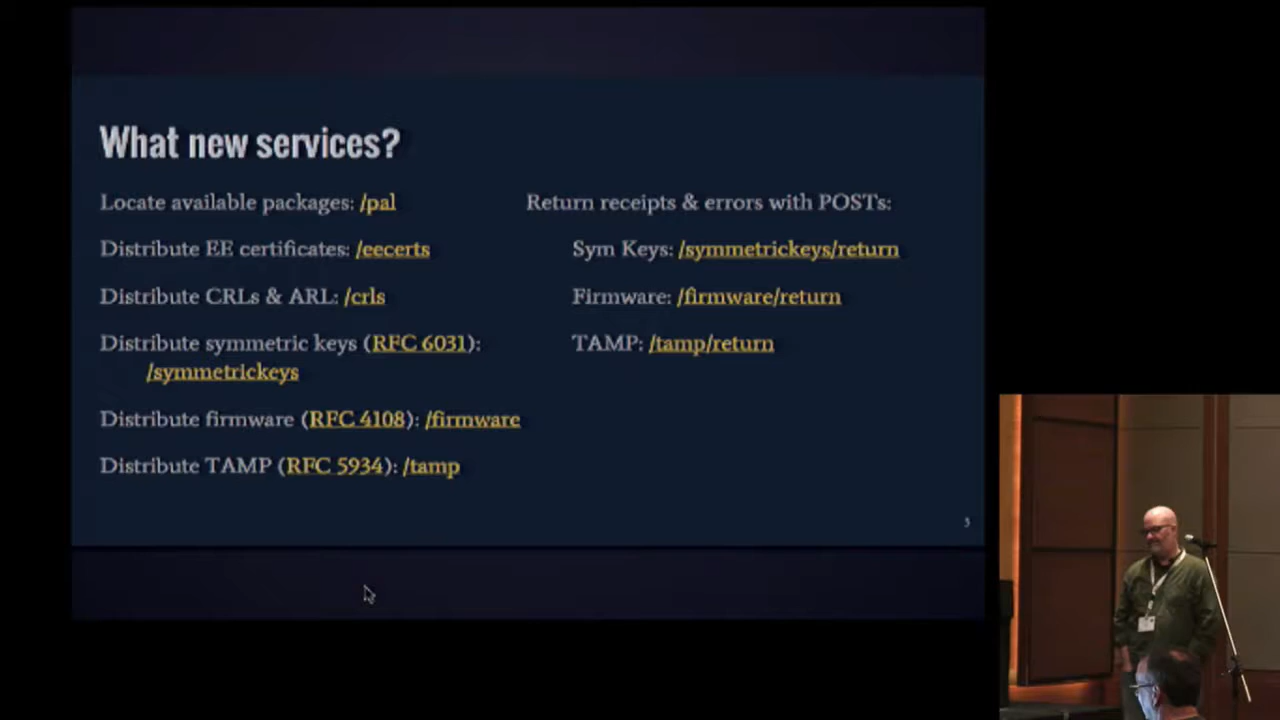 What new services?
Locate available packages: /pal
Distribute EE certificates: /eecerts
Distribute CRLs & ARL: /crls
Distribute symmetric keys (RFC 6031):
/symmetrickeys
Distribute firmware (RFC 4108): /firmware
Distribute TAMP (RFC 5934): /tamp
Return receipts & errors with POSTs:
Sym Keys: /symmetrickeys/return
Firmware: /firmware/return
TAMP: /tamp/return
3